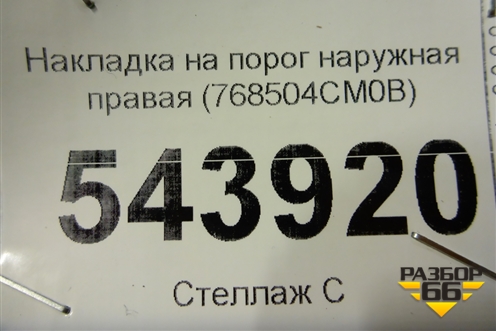 Накладка на порог наружная
правая (768504CM0B)
543920
Стеллаж С
РАЗБОР
66